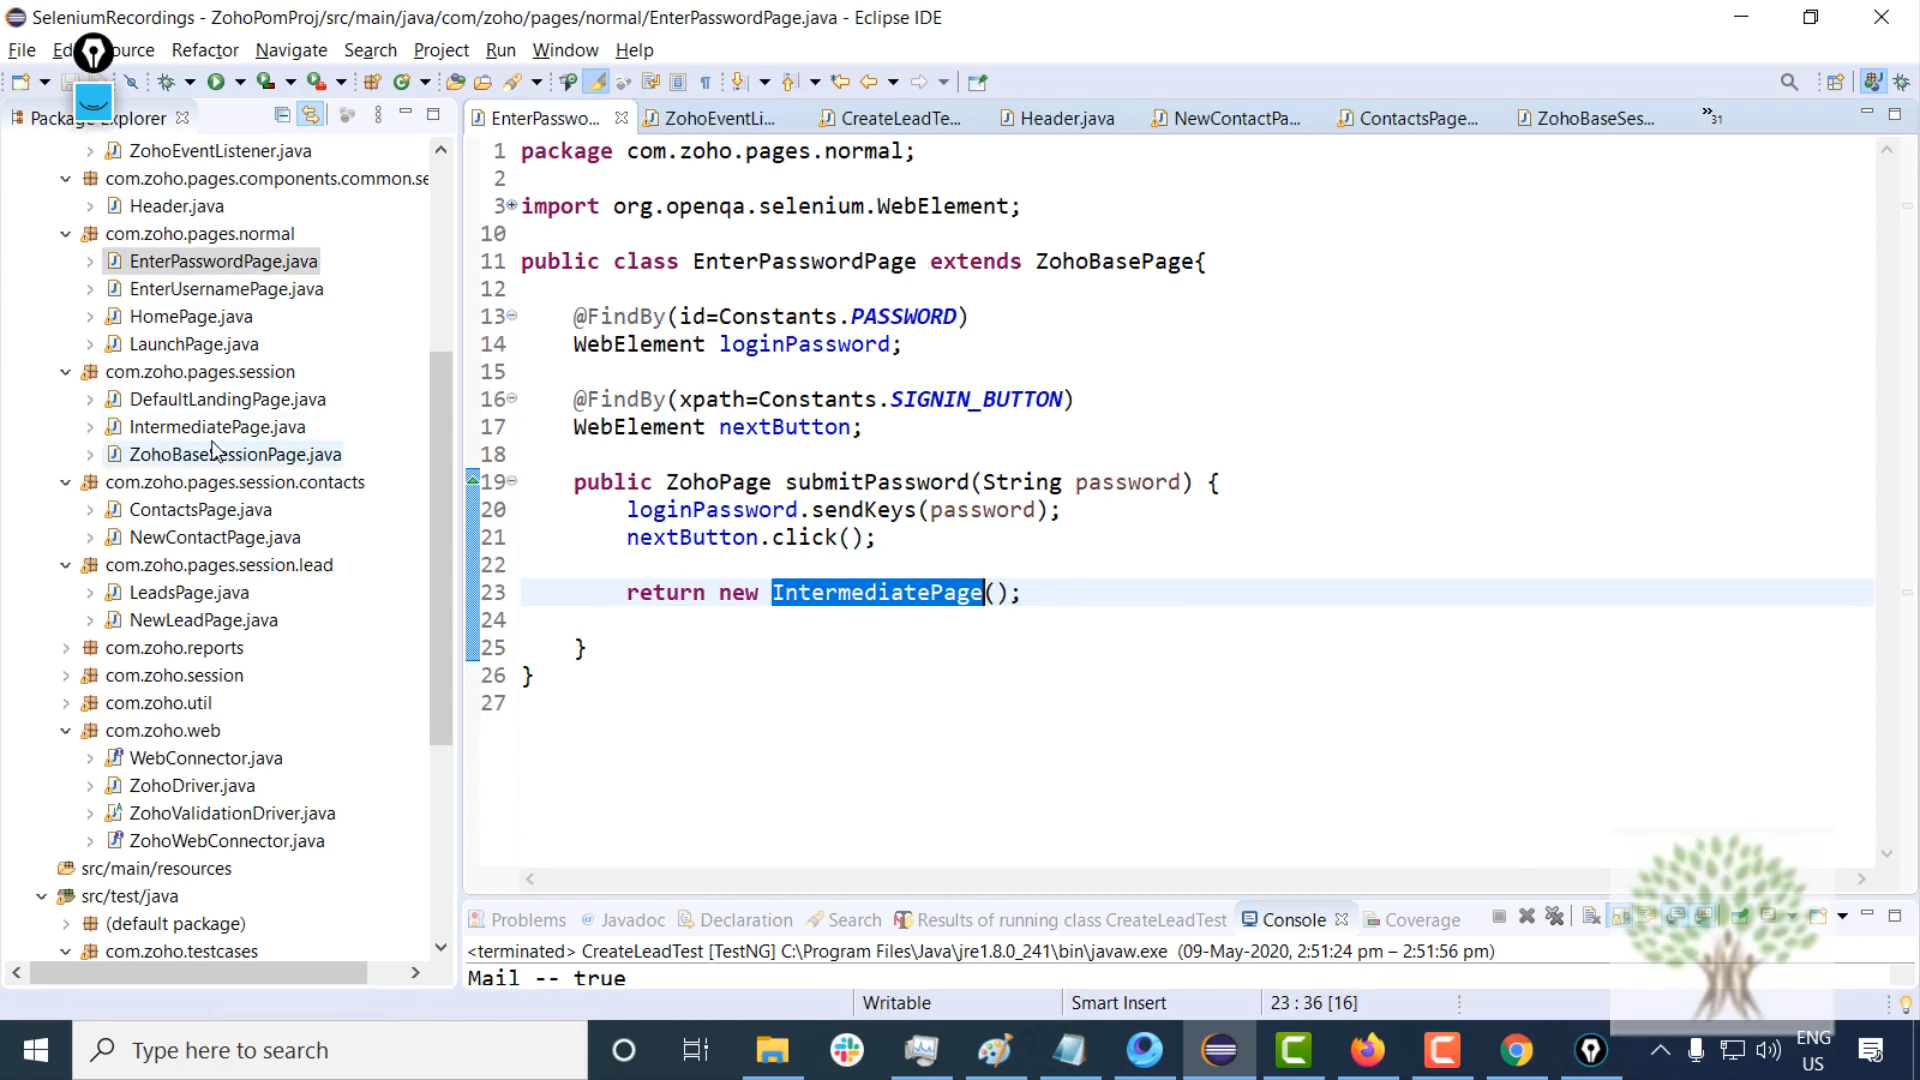 SeleniumRecordings - ZohoPomProj/src/main/java/com/zoho/pages/normal/EnterPasswordPage.java - Eclipse IDE
File Ed ource Refactor Navigate Search Project Run Window Help
Packag xplorer
EnterPasswo... ZohoEventLi... CreateLeadTe... Header.java NewContactPa... ContactsPage... ZohoBaseSes... »31
ZohoEventListener.java
com.zoho.pages.components.common.se
Header.java
com.zoho.pages.normal
EnterPasswordPage.java
EnterUsernamePage.java
HomePage.java
LaunchPage.java
com.zoho.pages.session
DefaultLandingPage.java
IntermediatePage.java
ZohoBaseSessionPage.java
com.zoho.pages.session.contacts
ContactsPage.java
NewContactPage.java
com.zoho.pages.session.lead
LeadsPage.java
NewLeadPage.java
com.zoho.reports
com.zoho.session
com.zoho.util
com.zoho.web
WebConnector.java
ZohoDriver.java
ZohoValidationDriver.java
ZohoWebConnector.java
src/main/resources
src/test/java
(default package)
com.zoho.testcases
1 package com.zoho.pages.normal;
2
3 import org.openqa.selenium.WebElement;
10
11 public class EnterPasswordPage extends ZohoBasePage{
12
13 @FindBy(id=Constants.PASSWORD)
14 WebElement loginPassword;
15
16 @FindBy(xpath=Constants.SIGNIN_BUTTON)
17 WebElement nextButton;
18
19 public ZohoPage submitPassword(String password) {
20 loginPassword.sendKeys(password);
21 nextButton.click();
22
23 return new IntermediatePage();
24
25 }
26 }
27
Problems @ Javadoc Declaration Search Results of running class CreateLeadTest Console Coverage
<terminated> CreateLeadTest [TestNG] C:\Program Files\Java\jre1.8.0_241\bin\javaw.exe (09-May-2020, 2:51:24 pm – 2:51:56 pm)
Mail -- true
Writable Smart Insert 23 : 36 [16]
Type here to search
ENG
US